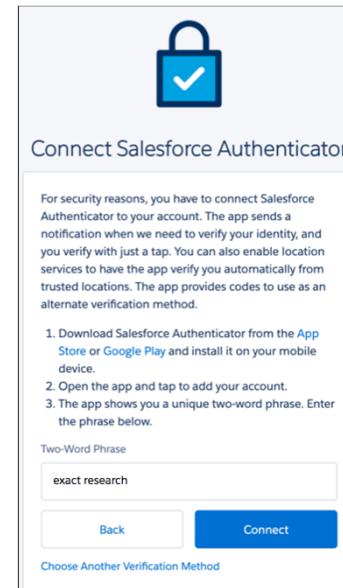 Connect Salesforce Authenticator
For security reasons, you have to connect Salesforce
Authenticator to your account. The app sends a
notification when we need to verify your identity, and
you verify with just a tap. You can also enable location
services to have the app verify you automatically from
trusted locations. The app provides codes to use as an
alternate verification method.
1. Download Salesforce Authenticator from the App
Store or Google Play and install it on your mobile
device.
2. Open the app and tap to add your account.
3. The app shows you a unique two-word phrase. Enter
the phrase below.
Two-Word Phrase
exact research
Back
Connect
Choose Another Verification Method